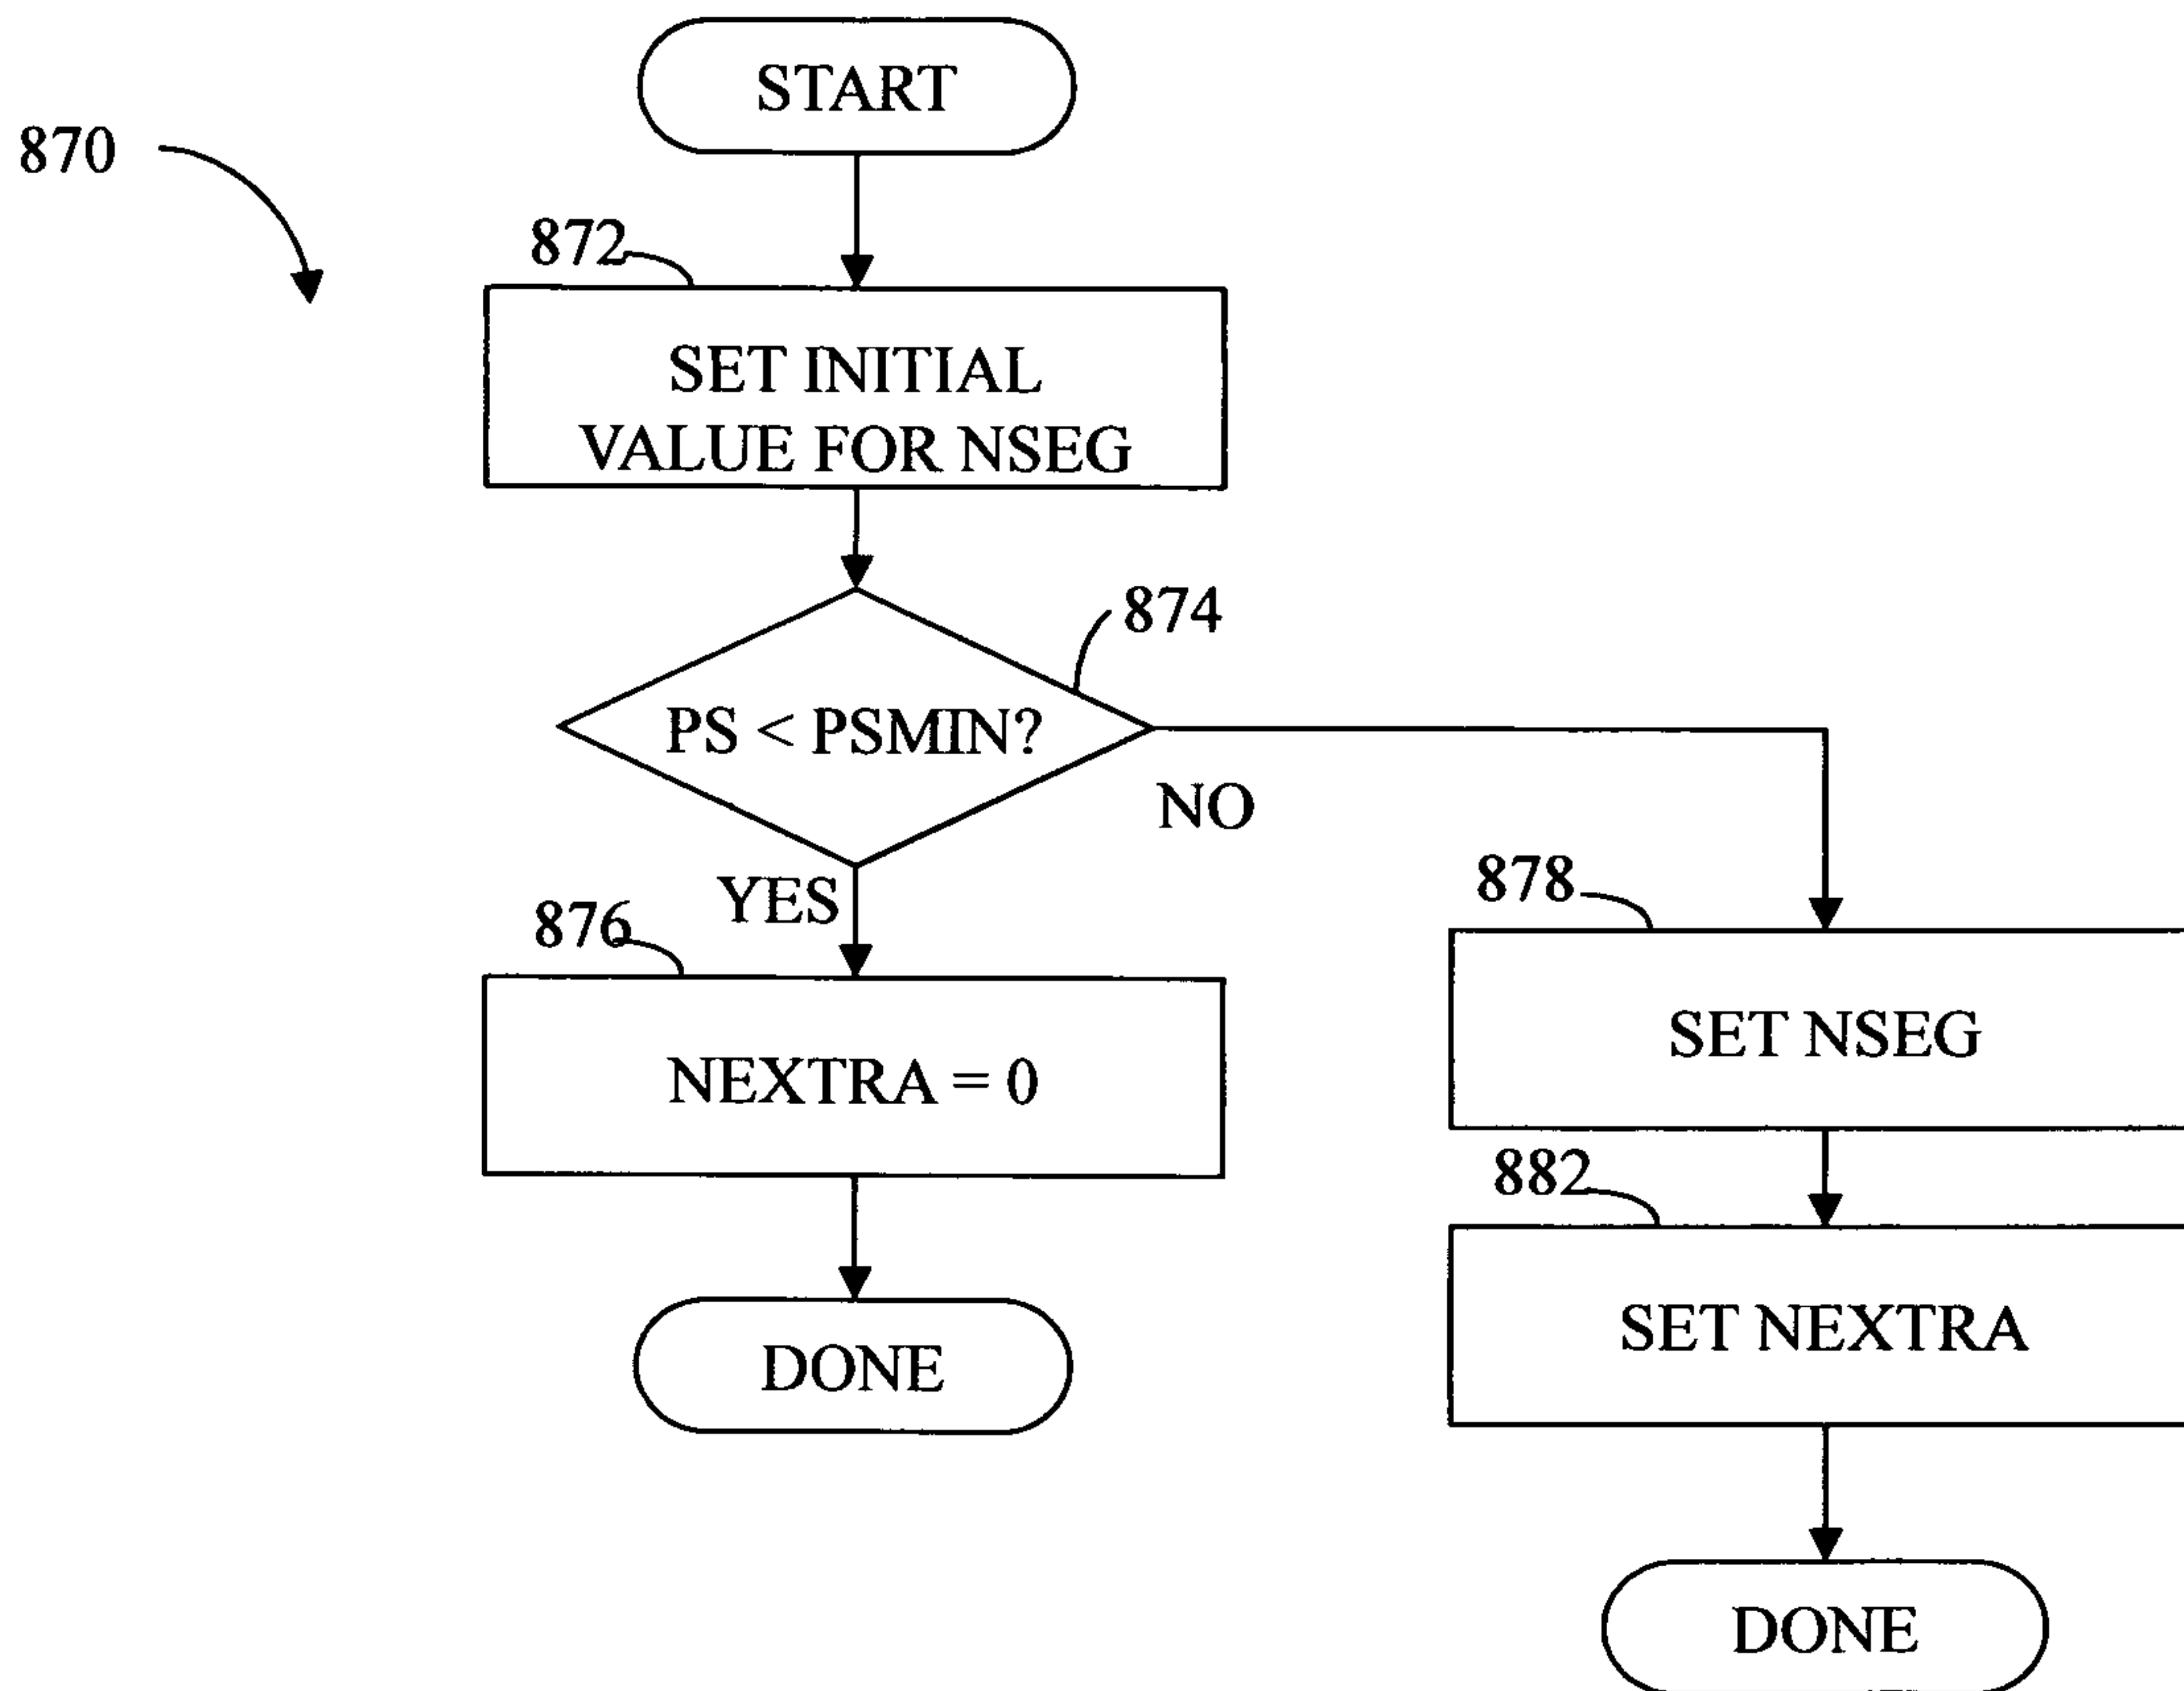 START
870
872
SET INITIAL
VALUE FOR NSEG
874
PS < PSMIN?
NO
YES
876
NEXTRA = 0
DONE
878
SET NSEG
882
SET NEXTRA
DONE